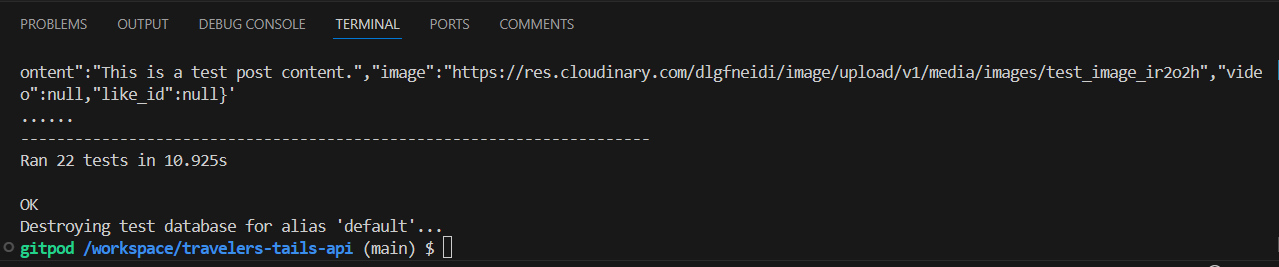 PROBLEMS OUTPUT DEBUG CONSOLE TERMINAL PORTS COMMENTS
ontent":"This is a test post content.","image":"https://res.cloudinary.com/dlgfneidi/image/upload/v1/media/images/test_image_ir2o2h","vide
o":null,"like_id":null}'
......
----------------------------------------------------------------------
Ran 22 tests in 10.925s
OK
Destroying test database for alias 'default'...
gitpod /workspace/travelers-tails-api (main) $